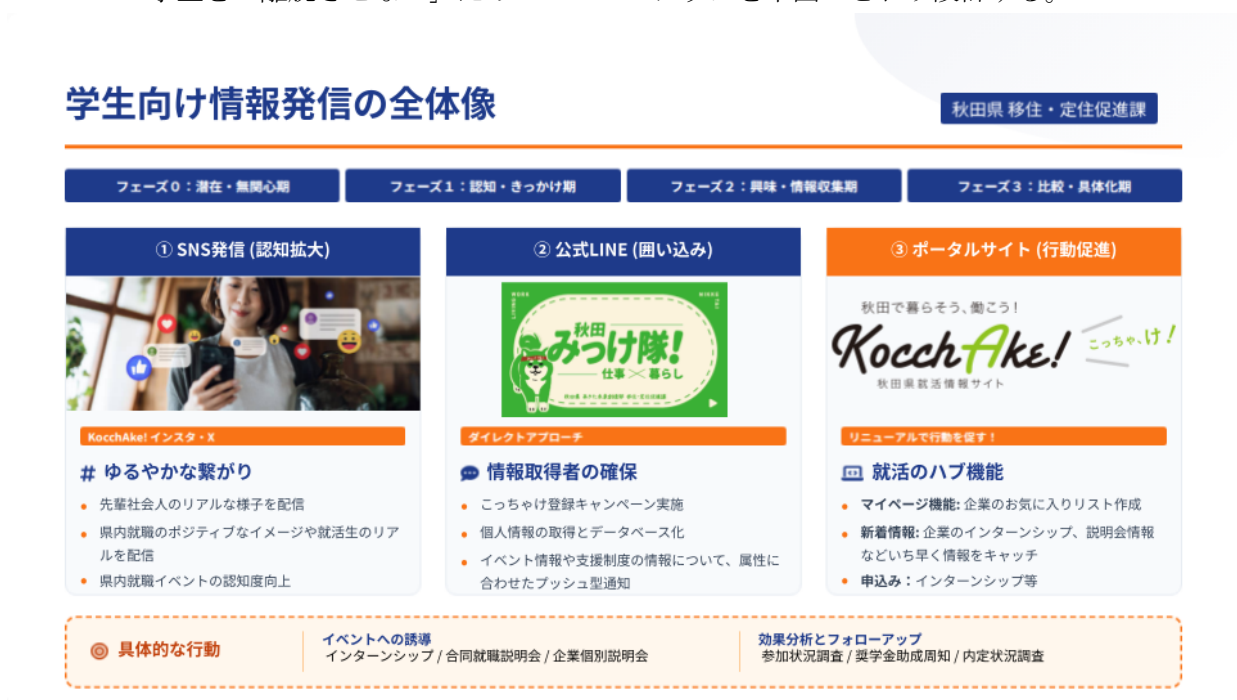 学生向け情報発信の全体像
秋田県 移住・定住促進課
フェーズ0：潜在・無関心期
フェーズ1：認知・きっかけ期
フェーズ2：興味・情報収集期
フェーズ3：比較・具体化期
① SNS発信 (認知拡大)
KocchAke! インスタ・X
# ゆるやかな繋がり
• 先輩社会人のリアルな様子を配信
• 県内就職のポジティブなイメージや就活生のリア
ルを配信
• 県内就職イベントの認知度向上
② 公式LINE (囲い込み)
秋田
みっけ隊!
仕事×暮らし
ダイレクトアプローチ
情報取得者の確保
• こっちゃけ登録キャンペーン実施
• 個人情報の取得とデータベース化
• イベント情報や支援制度の情報について、属性に
合わせたプッシュ型通知
③ ポータルサイト (行動促進)
秋田で暮らそう、働こう!
KocchAke!
こっちゃ、け!
秋田県就活情報サイト
リニューアルで行動を促す！
就活のハブ機能
• マイページ機能: 企業のお気に入りリスト作成
• 新着情報: 企業のインターンシップ、説明会情報
などいち早く情報をキャッチ
• 申込み：インターンシップ等
具体的な行動
イベントへの誘導
インターンシップ / 合同就職説明会 / 企業個別説明会
効果分析とフォローアップ
参加状況調査 / 奨学金助成周知 / 内定状況調査